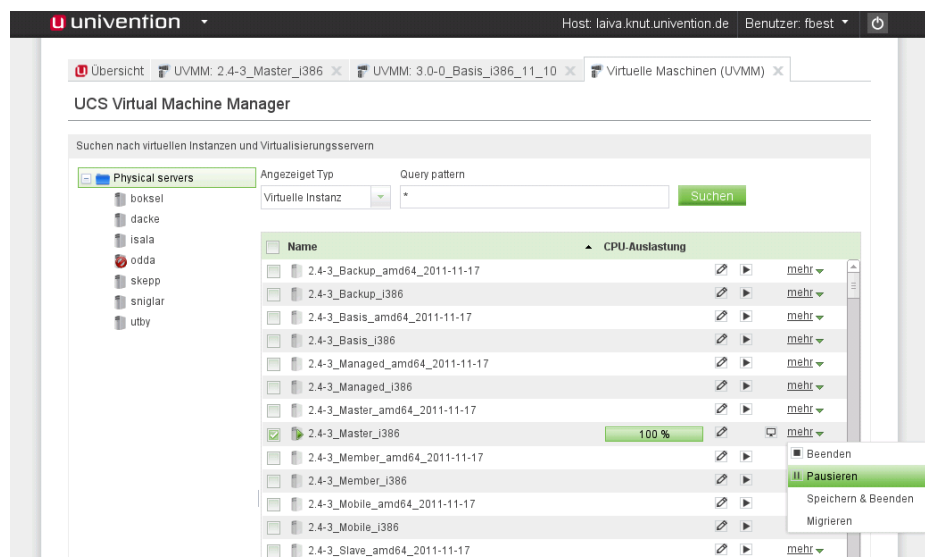 univention Host: laiva.knut.univention.de Benutzer: fbest
Übersicht UVMM: 2.4-3_Master_i386 UVMM: 3.0-0_Basis_i386_11_10 Virtuelle Maschinen (UVMM)
UCS Virtual Machine Manager
Suchen nach virtuellen Instanzen und Virtualisierungsservern
Physical servers
boksel
dacke
isala
odda
skepp
sniglar
utby
Angezeiget Typ Query pattern
Virtuelle Instanz * Suchen
Name CPU-Auslastung
2.4-3_Backup_amd64_2011-11-17 mehr
2.4-3_Backup_i386 mehr
2.4-3_Basis_amd64_2011-11-17 mehr
2.4-3_Basis_i386 mehr
2.4-3_Managed_amd64_2011-11-17 mehr
2.4-3_Managed_i386 mehr
2.4-3_Master_amd64_2011-11-17 mehr
2.4-3_Master_i386 100 % mehr
2.4-3_Member_amd64_2011-11-17
2.4-3_Member_i386
2.4-3_Mobile_amd64_2011-11-17
2.4-3_Mobile_i386
2.4-3_Slave_amd64_2011-11-17 mehr
Beenden
Pausieren
Speichern & Beenden
Migrieren